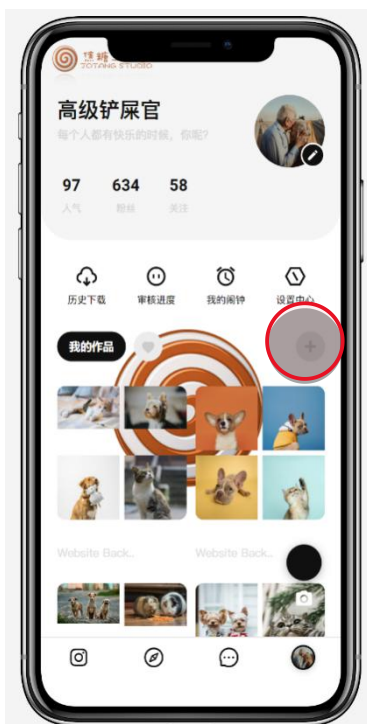 焦糖
JOTANG STUDIO
高级铲屎官
每个人都有快乐的时候，你呢?
97 634 58
人气 粉丝 关注
历史下载 审核进度 我的闹钟 设置中心
我的作品
Website Back.. Website Back..